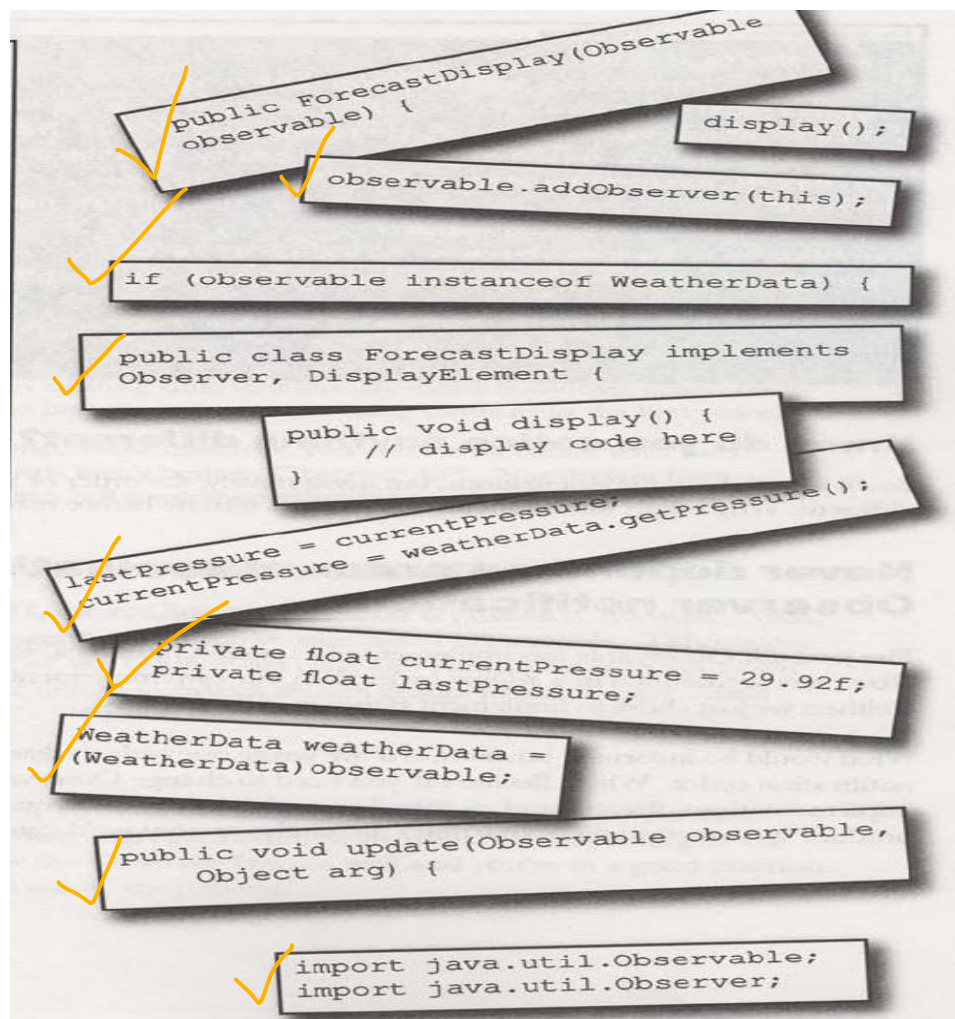 public ForecastDisplay(Observable
observable) {
display();
observable.addObserver(this);
if (observable instanceof WeatherData) {
public class ForecastDisplay implements
Observer, DisplayElement {
public void display() {
// display code here
}
lastPressure = currentPressure;
currentPressure = weatherData.getPressure();
private float currentPressure = 29.92f;
private float lastPressure;
WeatherData weatherData =
(WeatherData)observable;
public void update(Observable observable,
Object arg) {
import java.util.Observable;
import java.util.Observer;